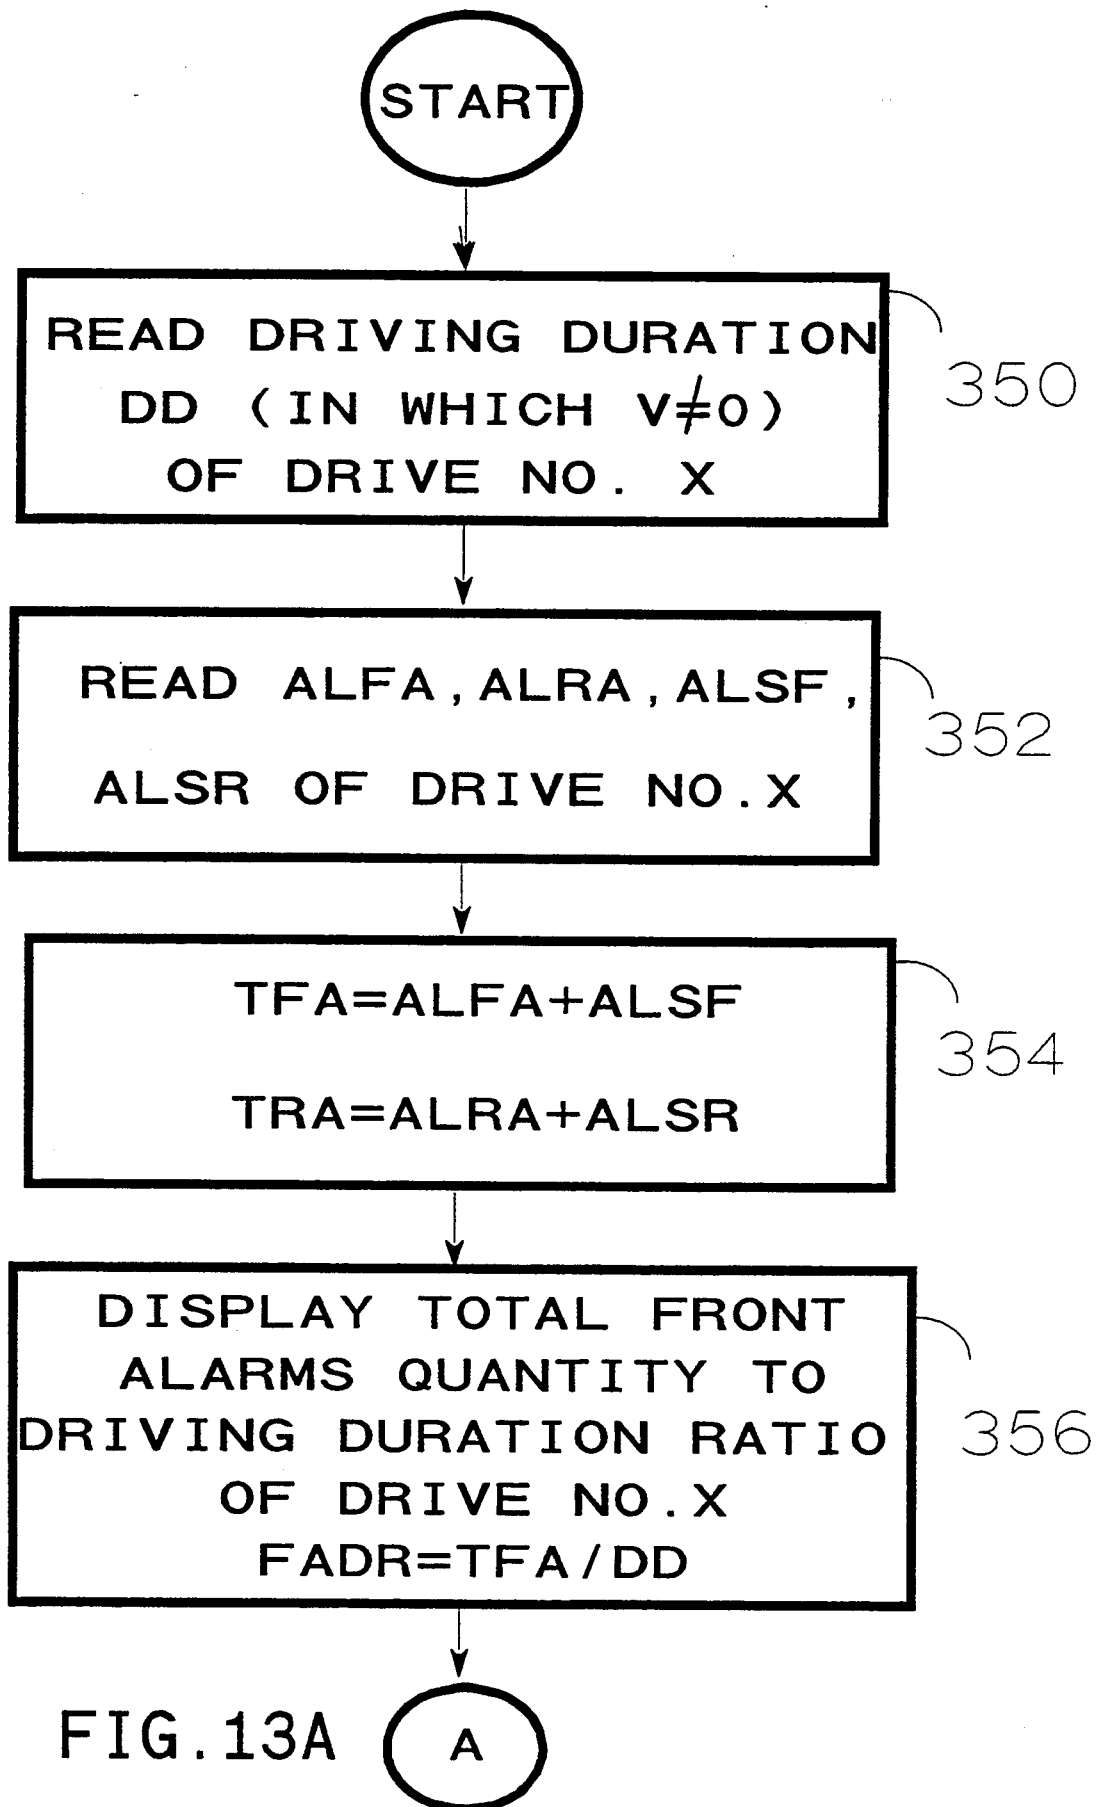 START
READ DRIVING DURATION
DD (IN WHICH V≠0)
OF DRIVE NO. X
350
READ ALFA,ALRA,ALSF,
ALSR OF DRIVE NO.X
352
TFA=ALFA+ALSF
TRA=ALRA+ALSR
354
DISPLAY TOTAL FRONT
ALARMS QUANTITY TO
DRIVING DURATION RATIO
OF DRIVE NO.X
FADR=TFA/DD
356
FIG.13A
A